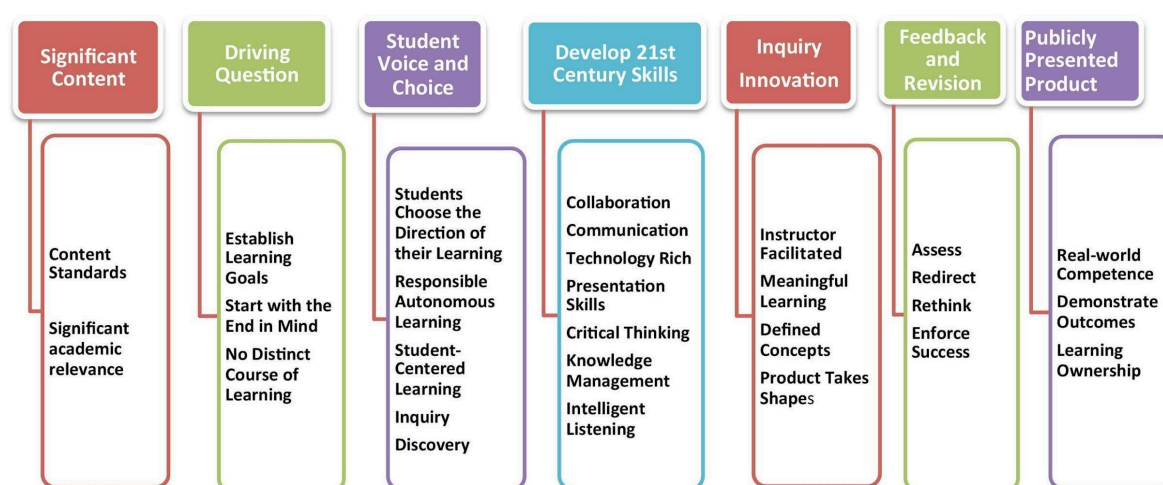 Significant
Content
Content
Standards
Significant
academic
relevance
Driving
Question
Establish
Learning
Goals
Start with the
End in Mind
No Distinct
Course of
Learning
Student
Voice and
Choice
Students
Choose the
Direction of
their Learning
Responsible
Autonomous
Learning
Student-
Centered
Learning
Inquiry
Discovery
Develop 21st
Century Skills
Collaboration
Communication
Technology Rich
Presentation
Skills
Critical Thinking
Knowledge
Management
Intelligent
Listening
Inquiry
Innovation
Instructor
Facilitated
Meaningful
Learning
Defined
Concepts
Product Takes
Shapes
Feedback
and
Revision
Assess
Redirect
Rethink
Enforce
Success
Publicly
Presented
Product
Real-world
Competence
Demonstrate
Outcomes
Learning
Ownership